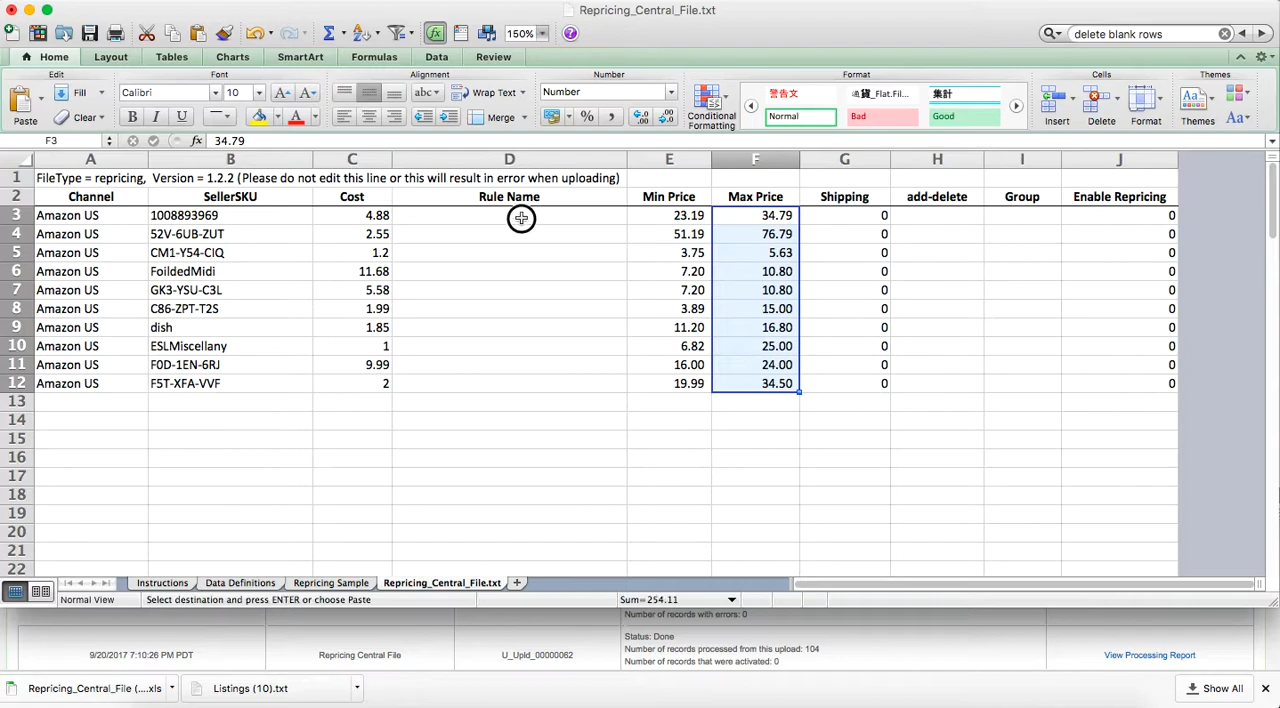 Repricing_Central_File.txt
150%
delete blank rows
Home Layout Tables Charts SmartArt Formulas Data Review
Edit Font Alignment Number Format Cells Themes
Fill Calibri 10 A A abc Wrap Text Number 警告文 通貨_Flat.Fil... 集計
Paste Clear B I U A Merge % Conditional Formatting Normal Bad Good Insert Delete Format Themes Aa
F3 fx 34.79
A B C D E F G H I J
1 FileType = repricing, Version = 1.2.2 (Please do not edit this line or this will result in error when uploading)
2 Channel SellerSKU Cost Rule Name Min Price Max Price Shipping add-delete Group Enable Repricing
3 Amazon US 1008893969 4.88 23.19 34.79 0 0
4 Amazon US 52V-6UB-ZUT 2.55 51.19 76.79 0 0
5 Amazon US CM1-Y54-CIQ 1.2 3.75 5.63 0 0
6 Amazon US FoildedMidi 11.68 7.20 10.80 0 0
7 Amazon US GK3-YSU-C3L 5.58 7.20 10.80 0 0
8 Amazon US C86-ZPT-T2S 1.99 3.89 15.00 0 0
9 Amazon US dish 1.85 11.20 16.80 0 0
10 Amazon US ESLMiscellany 1 6.82 25.00 0 0
11 Amazon US F0D-1EN-6RJ 9.99 16.00 24.00 0 0
12 Amazon US F5T-XFA-VVF 2 19.99 34.50 0 0
13
14
15
16
17
18
19
20
21
22
Instructions Data Definitions Repricing Sample Repricing_Central_File.txt
Normal View Select destination and press ENTER or choose Paste Sum=254.11
Number of records with errors: 0
Status: Done
9/20/2017 7:10:26 PM PDT Repricing Central File U_Upld_00000062 Number of records processed from this upload: 104 View Processing Report
Number of records that were activated: 0
Repricing_Central_File (....xls Listings (10).txt Show All